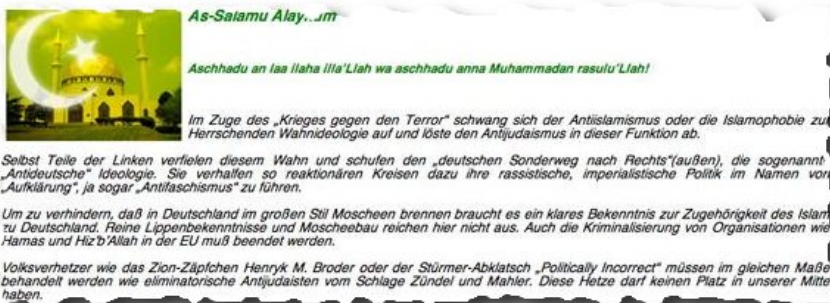 As-Salamu
Aschhadu an laa ilaha illa'Llah wa aschhadu anna Muhammadan rasulu'Llah!
Im Zuge des „Krieges gegen den Terror“ schwang sich der Antiislamismus oder die Islamophobie zur
Herrschenden Wahnideologie auf und löste den Antijudaismus in dieser Funktion ab.
Selbst Teile der Linken verfielen diesem Wahn und schufen den „deutschen Sonderweg nach Rechts“(außen), die sogenannt
„Antideutsche“ Ideologie. Sie verhalfen so reaktionären Kreisen dazu ihre rassistische, imperialistische Politik im Namen von
„Aufklärung“, ja sogar „Antifaschismus“ zu führen.
Um zu verhindern, daß in Deutschland im großen Stil Moscheen brennen braucht es ein klares Bekenntnis zur Zugehörigkeit des Islam
zu Deutschland. Reine Lippenbekenntnisse und Moscheebau reichen hier nicht aus. Auch die Kriminalisierung von Organisationen wie
Hamas und Hiz'b'Allah in der EU muß beendet werden.
Volksverhetzer wie das Zion-Zäpfchen Henryk M. Broder oder der Stürmer-Abklatsch „Politically Incorrect“ müssen im gleichen Maße
behandelt werden wie eliminatorische Antijudaisten vom Schlage Zündel und Mahler. Diese Hetze darf keinen Platz in unserer Mitte
haben.